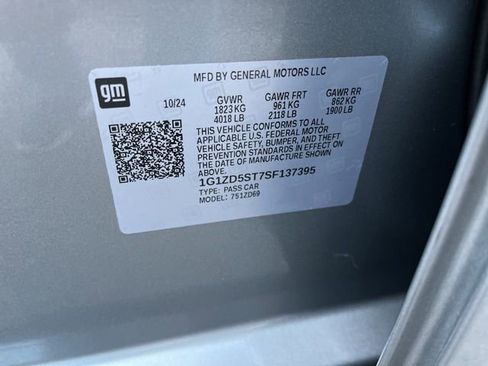 MFD BY GENERAL MOTORS LLC
gm
10/24 GVWR GAWR FRT GAWR RR
1823 KG 961 KG 862 KG
4018 LB 2118 LB 1900 LB
THIS VEHICLE CONFORMS TO ALL
APPLICABLE U.S. FEDERAL MOTOR
VEHICLE SAFETY, BUMPER, AND THEFT
PREVENTION STANDARDS IN EFFECT ON
THE DATE OF MANUFACTURE SHOWN
ABOVE.
1G1ZD5ST7SF137395
TYPE: PASS CAR
MODEL: 751ZD69